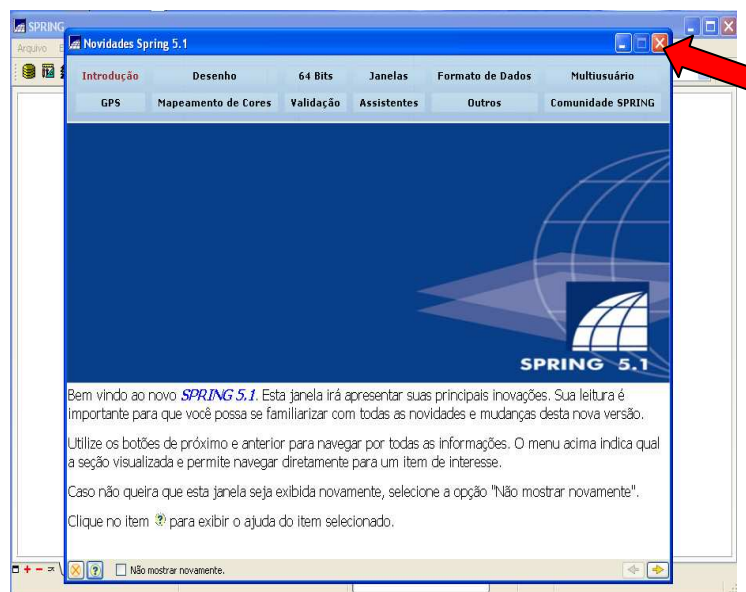 SPRING
Arquivo
Novidades Spring 5.1
Introdução Desenho 64 Bits Janelas Formato de Dados Multiusuário
GPS Mapeamento de Cores Validação Assistentes Outros Comunidade SPRING
SPRING 5.1
Bem vindo ao novo SPRING 5.1. Esta janela irá apresentar suas principais inovações. Sua leitura é
importante para que você possa se familiarizar com todas as novidades e mudanças desta nova versão.
Utilize os botões de próximo e anterior para navegar por todas as informações. O menu acima indica qual
a seção visualizada e permite navegar diretamente para um item de interesse.
Caso não queira que esta janela seja exibida novamente, selecione a opção "Não mostrar novamente".
Clique no item para exibir o ajuda do item selecionado.
Não mostrar novamente.